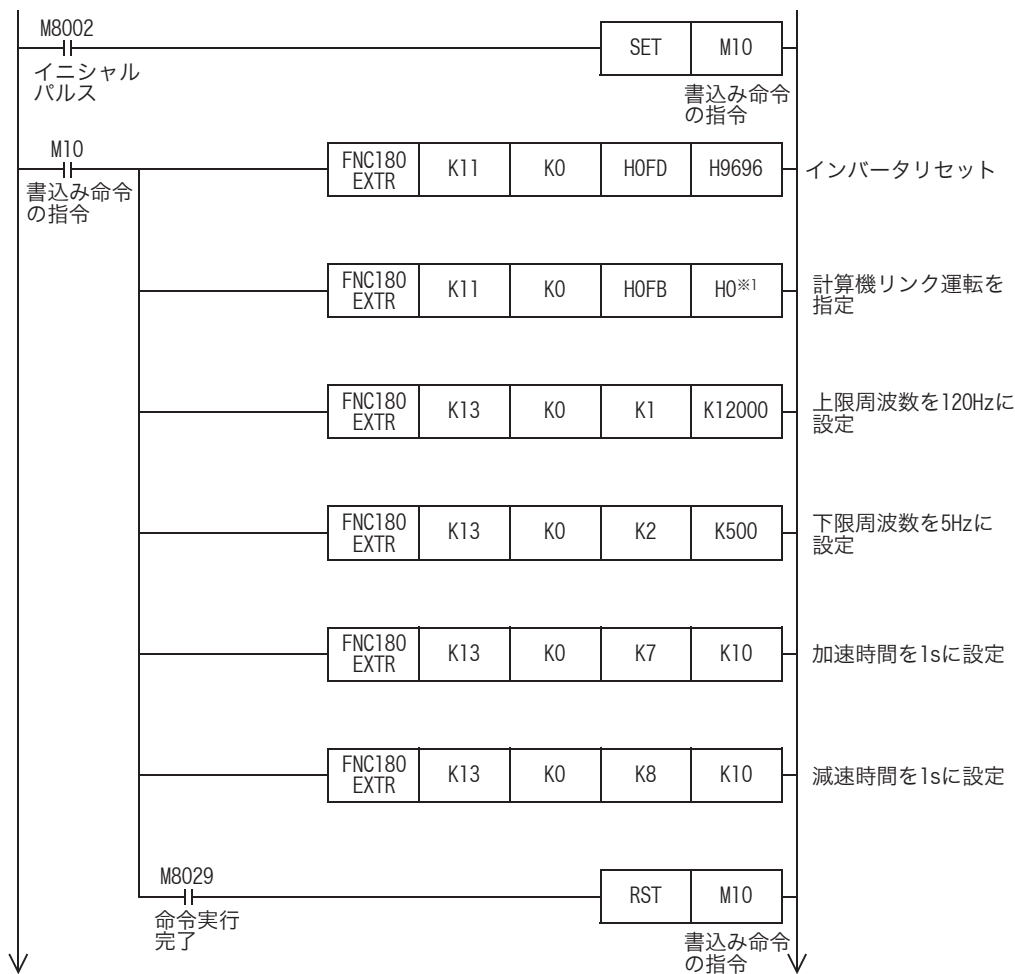 M8002
イニシャル
パルス
SET M10
書込み命令
の指令
M10
書込み命令
の指令
FNC180
EXTR K11 K0 H0FD H9696
インバータリセット
FNC180
EXTR K11 K0 H0FB H0※1
計算機リンク運転を
指定
FNC180
EXTR K13 K0 K1 K12000
上限周波数を120Hzに
設定
FNC180
EXTR K13 K0 K2 K500
下限周波数を5Hzに
設定
FNC180
EXTR K13 K0 K7 K10
加速時間を1sに設定
FNC180
EXTR K13 K0 K8 K10
減速時間を1sに設定
M8029
命令実行
完了
RST M10
書込み命令
の指令